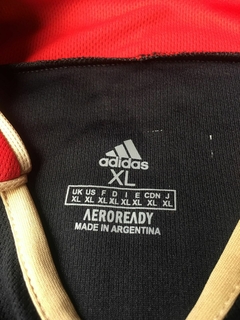 adidas
XL
UK US F D I E CDN J
XL XL XL XL XL XL XL XL
AEROREADY
MADE IN ARGENTINA